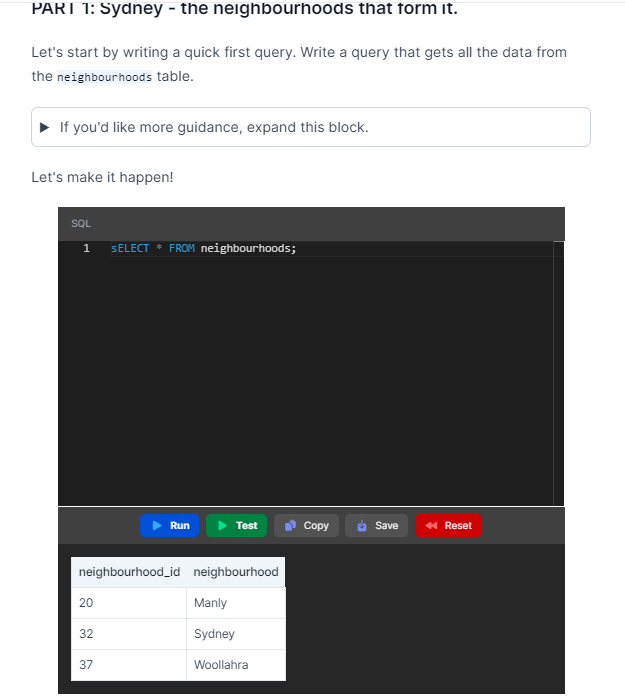 PART 1: Sydney - the neighbourhoods that form it.
Let's start by writing a quick first query. Write a query that gets all the data from
the neighbourhoods table.
▶ If you'd like more guidance, expand this block.
Let's make it happen!
SQL
1 sELECT * FROM neighbourhoods;
Run Test Copy Save Reset
neighbourhood_id neighbourhood
20 Manly
32 Sydney
37 Woollahra